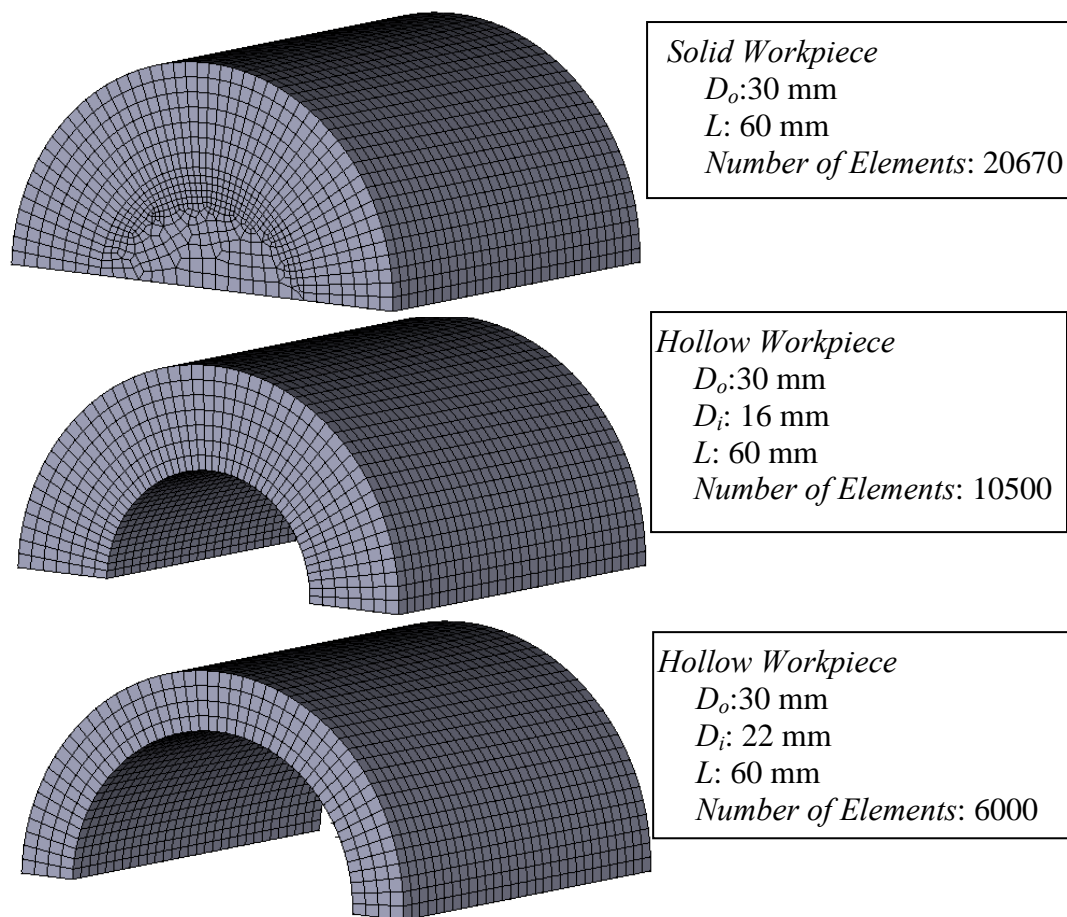 Solid Workpiece
Do:30 mm
L: 60 mm
Number of Elements: 20670
Hollow Workpiece
Do:30 mm
Di: 16 mm
L: 60 mm
Number of Elements: 10500
Hollow Workpiece
Do:30 mm
Di: 22 mm
L: 60 mm
Number of Elements: 6000